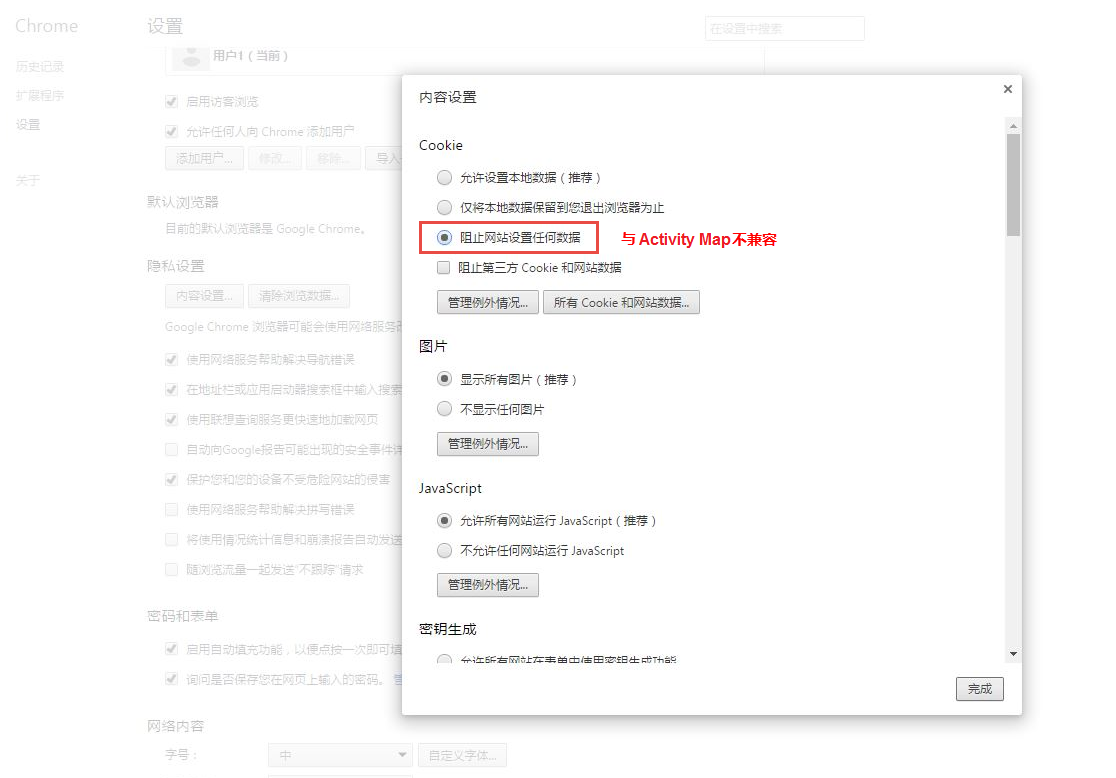 Chrome
设置
在设置中搜索
历史记录
扩展程序
设置
关于
用户1（当前）
启用访客浏览
允许任何人向 Chrome 添加用户
添加用户...
修改...
移除...
导入
默认浏览器
目前的默认浏览器是 Google Chrome。
隐私设置
内容设置...
清除浏览数据...
Google Chrome 浏览器可能会使用网络服务
使用网络服务帮助解决导航错误
在地址栏或应用启动器搜索框中输入搜索
使用联想查询服务更快速地加载网页
自动向Google报告可能出现的安全事件详
保护您和您的设备不受危险网站的侵害
使用网络服务帮助解决拼写错误
将使用情况统计信息和崩溃报告自动发送
随浏览流量一起发送"不跟踪"请求
密码和表单
启用自动填充功能，以便点按一次即可填
询问是否保存您在网页上输入的密码。
网络内容
字号：
中
自定义字体...
内容设置
Cookie
允许设置本地数据（推荐）
仅将本地数据保留到您退出浏览器为止
阻止网站设置任何数据
与 Activity Map不兼容
阻止第三方 Cookie 和网站数据
管理例外情况...
所有 Cookie 和网站数据...
图片
显示所有图片（推荐）
不显示任何图片
管理例外情况...
JavaScript
允许所有网站运行 JavaScript（推荐）
不允许任何网站运行 JavaScript
管理例外情况...
密钥生成
允许所有网站在表单中使用密钥生成功能
完成